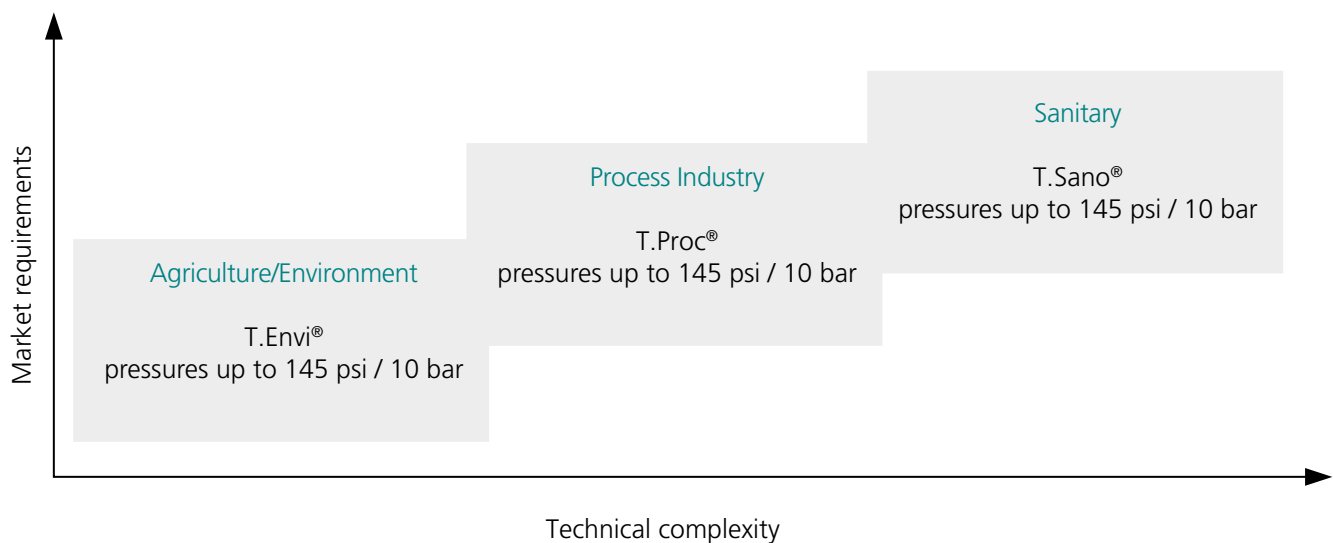 Market requirements
Sanitary
T.Sano®
pressures up to 145 psi / 10 bar
Process Industry
T.Proc®
pressures up to 145 psi / 10 bar
Agriculture/Environment
T.Envi®
pressures up to 145 psi / 10 bar
Technical complexity